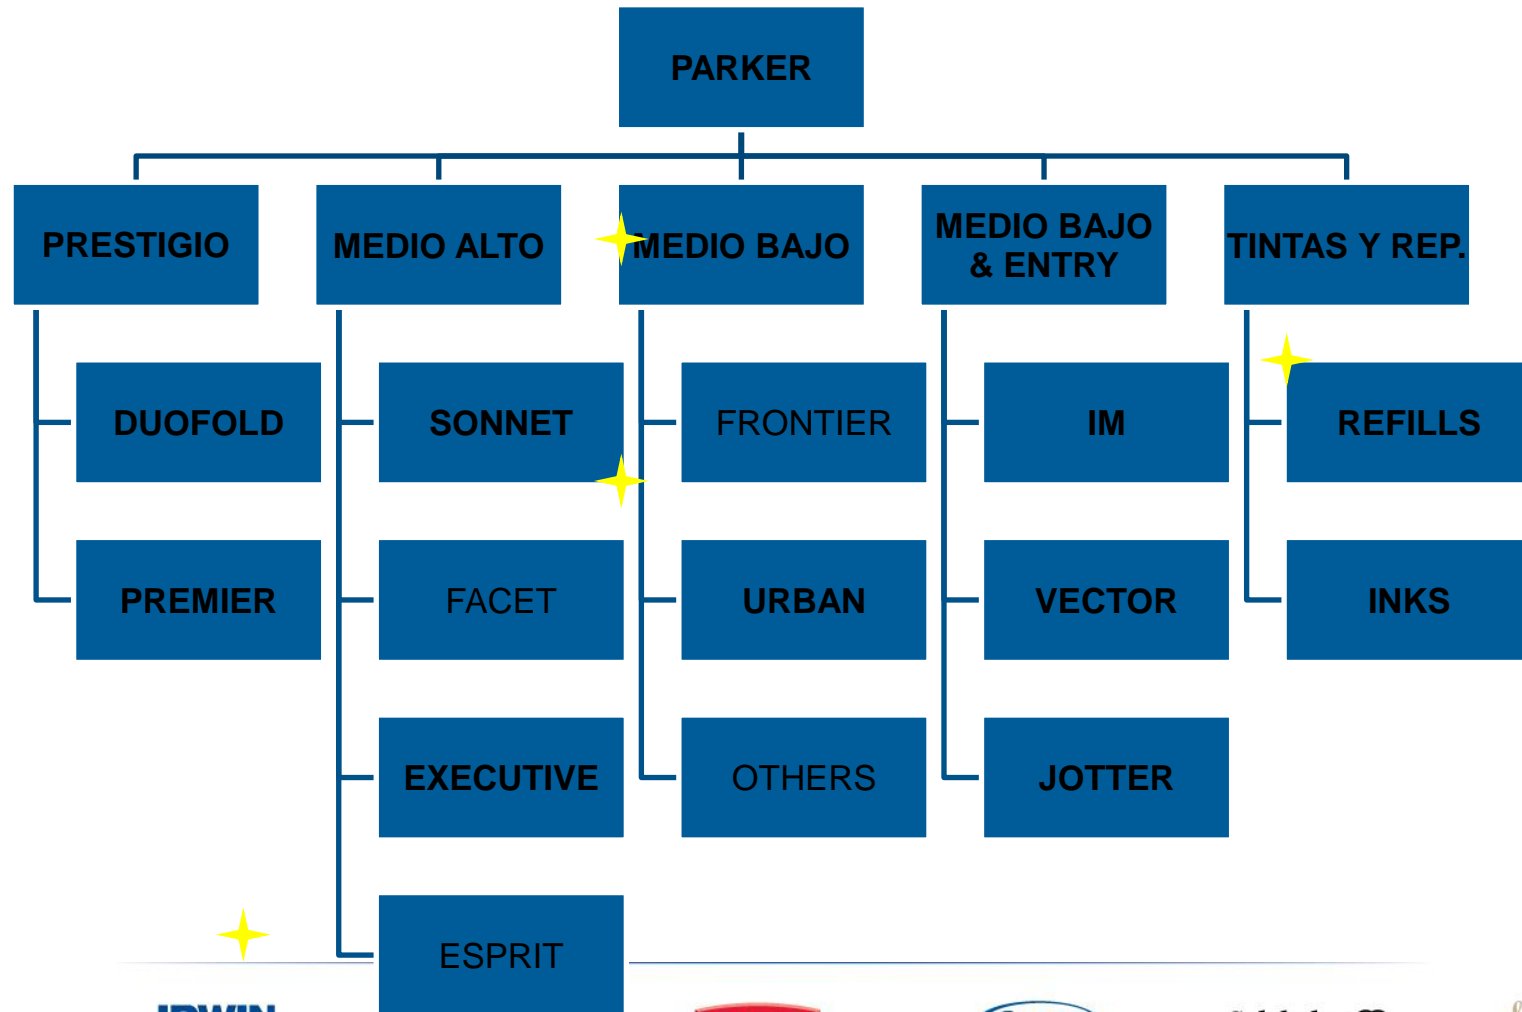 PARKER
PRESTIGIO
MEDIO ALTO
MEDIO BAJO
MEDIO BAJO
& ENTRY
TINTAS Y REP.
DUOFOLD
SONNET
FRONTIER
IM
REFILLS
PREMIER
FACET
URBAN
VECTOR
INKS
EXECUTIVE
OTHERS
JOTTER
ESPRIT
IRWIN